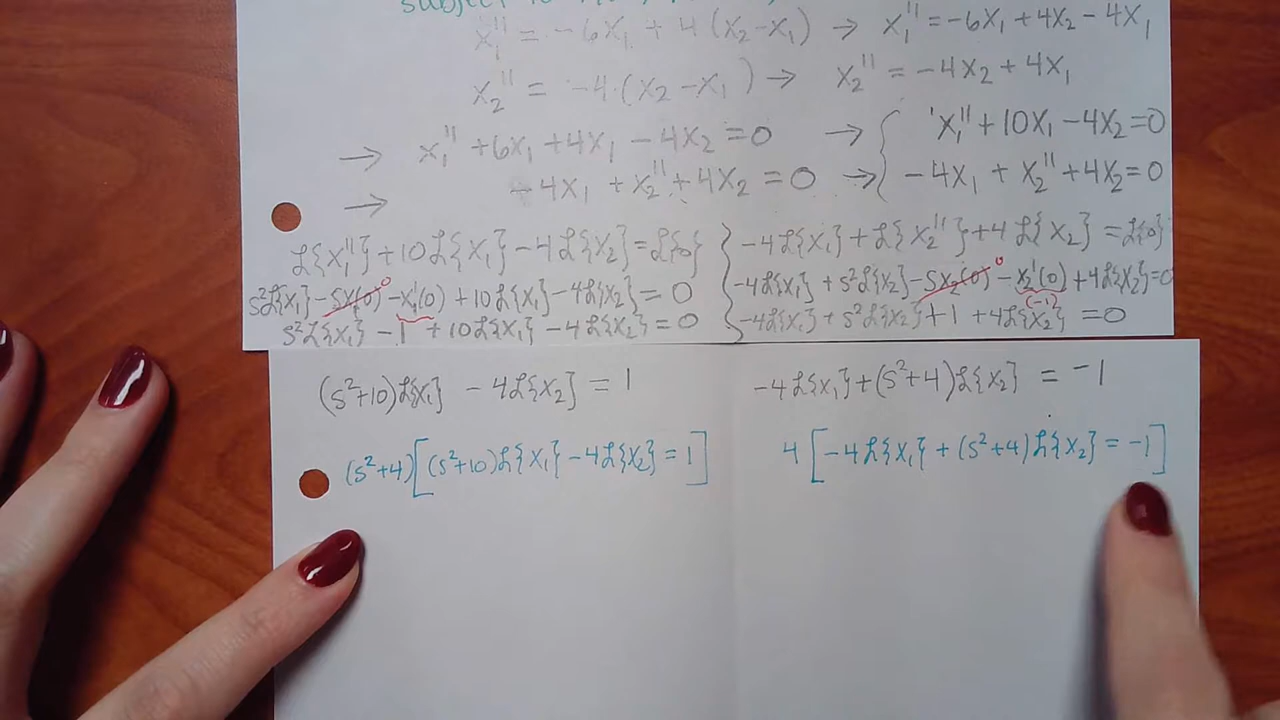 subject to
x₁'' = -6x₁ + 4(x₂-x₁) → x₁'' = -6x₁ + 4x₂ - 4x₁
x₂'' = -4·(x₂-x₁) → x₂'' = -4x₂ + 4x₁
→ x₁'' + 6x₁ + 4x₁ - 4x₂ = 0 → { x₁'' + 10x₁ - 4x₂ = 0
→ -4x₁ + x₂'' + 4x₂ = 0 → -4x₁ + x₂'' + 4x₂ = 0
ℒ{x₁''} + 10ℒ{x₁} - 4ℒ{x₂} = ℒ{0}
s²ℒ{x₁} - sx₁(0) - x₁'(0) + 10ℒ{x₁} - 4ℒ{x₂} = 0
s²ℒ{x₁} - 1 + 10ℒ{x₁} - 4ℒ{x₂} = 0
-4ℒ{x₁} + ℒ{x₂''} + 4ℒ{x₂} = ℒ{0}
-4ℒ{x₁} + s²ℒ{x₂} - sx₂(0) - x₂'(0) + 4ℒ{x₂} = 0
(-1)
-4ℒ{x₁} + s²ℒ{x₂} + 1 + 4ℒ{x₂} = 0
(s²+10)ℒ{x₁} - 4ℒ{x₂} = 1
(s²+4)[(s²+10)ℒ{x₁} - 4ℒ{x₂} = 1]
-4ℒ{x₁} + (s²+4)ℒ{x₂} = -1
4[-4ℒ{x₁} + (s²+4)ℒ{x₂} = -1]